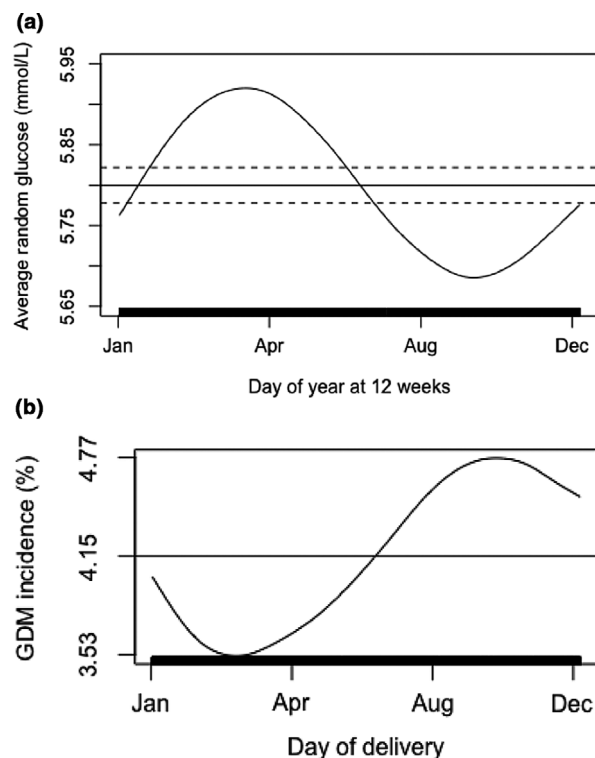 (a)
Average random glucose (mmol/L)
5.95
5.85
5.75
5.65
Jan Apr Aug Dec
Day of year at 12 weeks
(b)
GDM incidence (%)
4.77
4.15
3.53
Jan Apr Aug Dec
Day of delivery